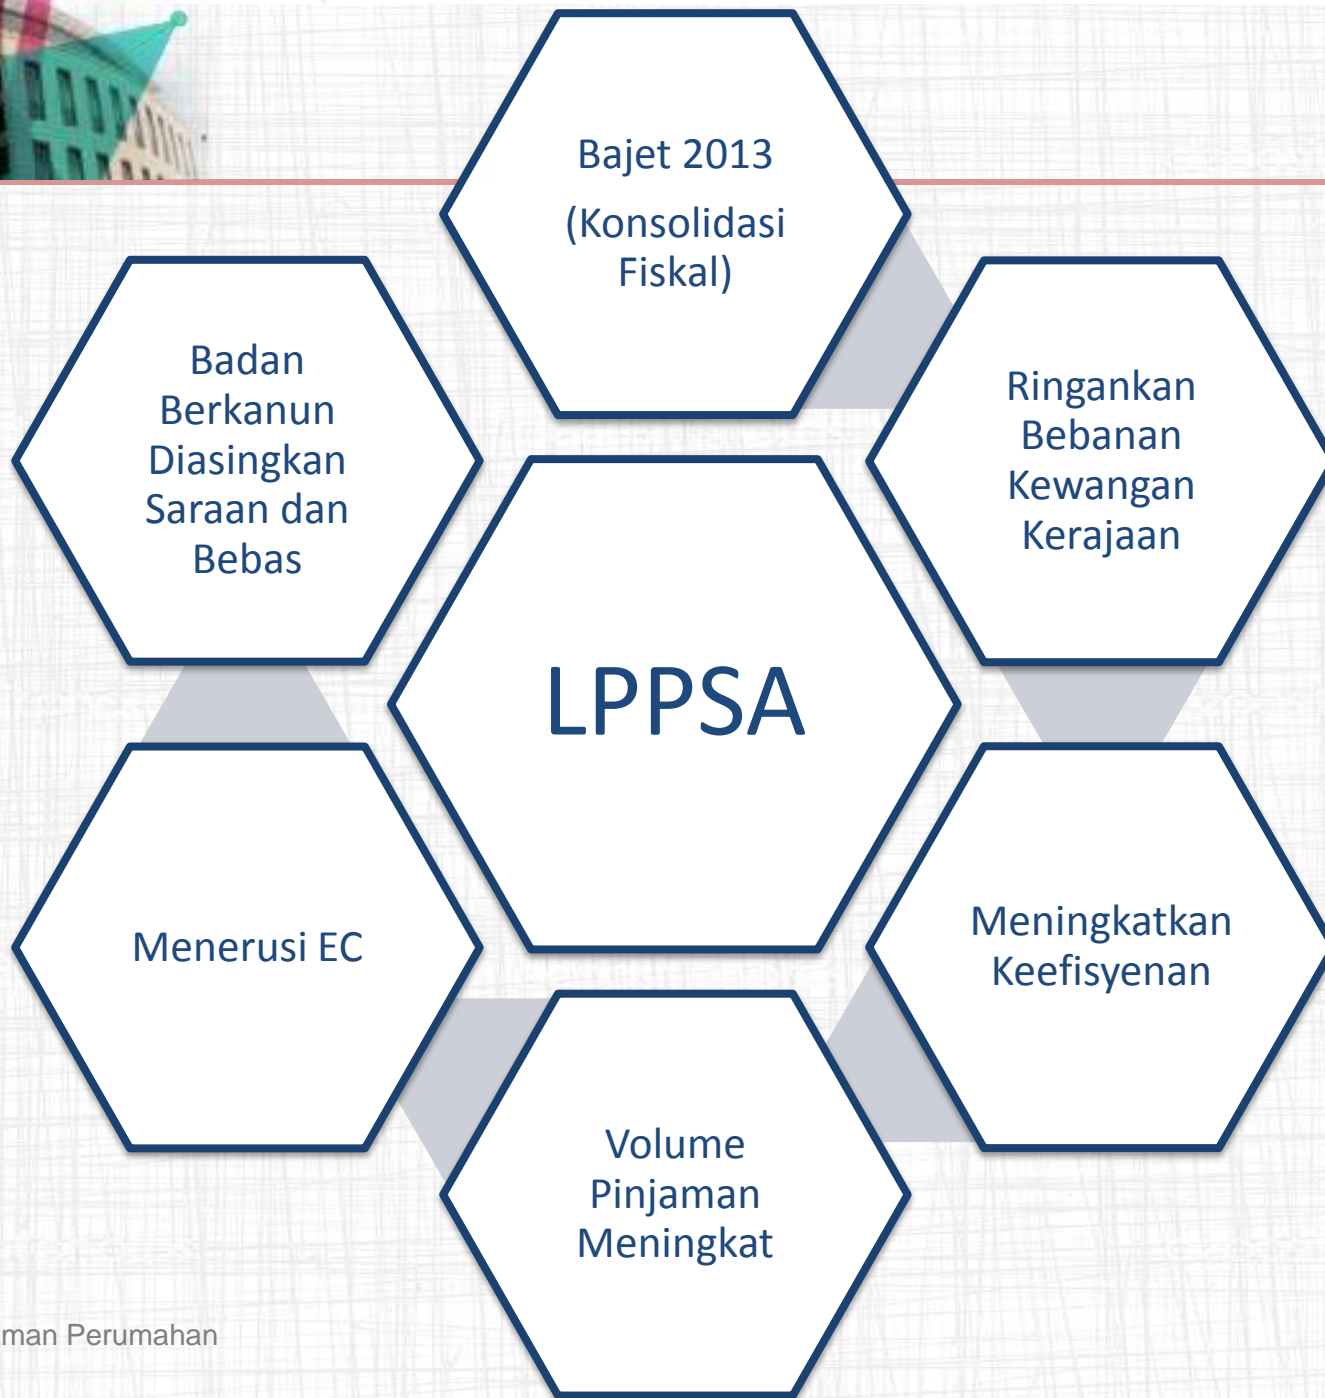 Bajet 2013
(Konsolidasi
Fiskal)
Ringankan
Bebanan
Kewangan
Kerajaan
Meningkatkan
Keefisyenan
Volume
Pinjaman
Meningkat
Menerusi EC
Badan
Berkanun
Diasingkan
Saraan dan
Bebas
LPPSA
man Perumahan